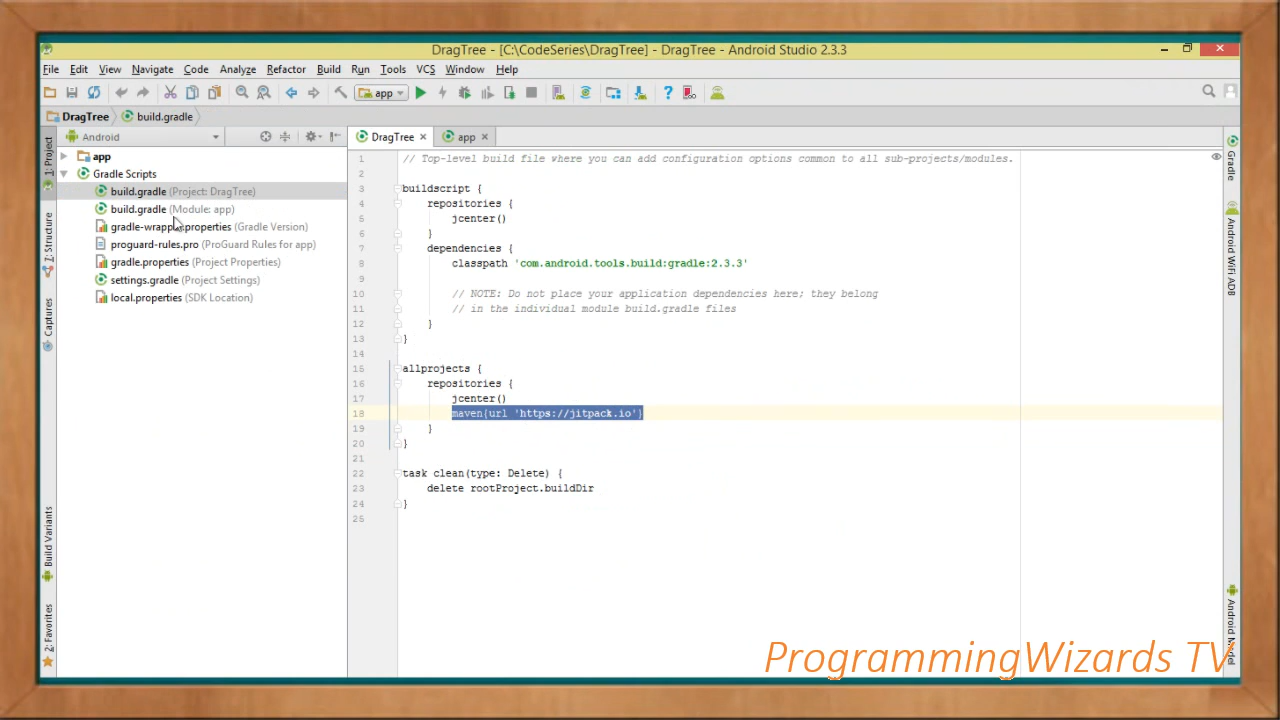 DragTree - [C:\CodeSeries\DragTree] - DragTree - Android Studio 2.3.3
File Edit View Navigate Code Analyze Refactor Build Run Tools VCS Window Help
app
DragTree build.gradle
Android
DragTree
app
1: Project
Z: Structure
Captures
Build Variants
2: Favorites
app
Gradle Scripts
build.gradle (Project: DragTree)
build.gradle (Module: app)
gradle-wrapper.properties (Gradle Version)
proguard-rules.pro (ProGuard Rules for app)
gradle.properties (Project Properties)
settings.gradle (Project Settings)
local.properties (SDK Location)
1 // Top-level build file where you can add configuration options common to all sub-projects/modules.
2
3 buildscript {
4 repositories {
5 jcenter()
6 }
7 dependencies {
8 classpath 'com.android.tools.build:gradle:2.3.3'
9
10 // NOTE: Do not place your application dependencies here; they belong
11 // in the individual module build.gradle files
12 }
13 }
14
15 allprojects {
16 repositories {
17 jcenter()
18 maven{url 'https://jitpack.io'}
19 }
20 }
21
22 task clean(type: Delete) {
23 delete rootProject.buildDir
24 }
25
Gradle
Android WiFi ADB
Android Model
ProgrammingWizards TV